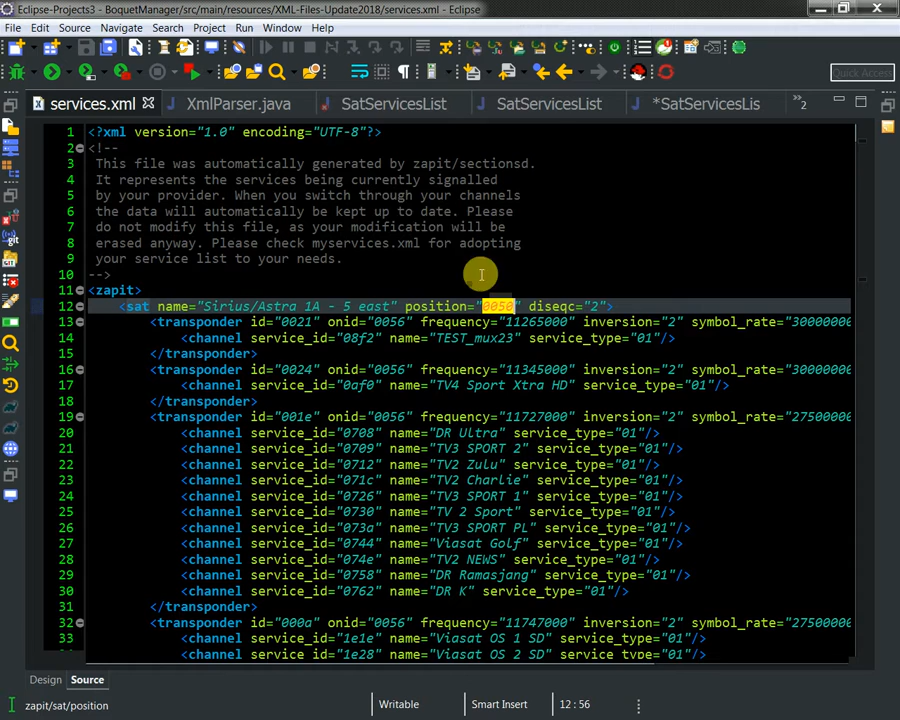 Eclipse-Projects3 - BoquetManager/src/main/resources/XML-Files-Update2018/services.xml - Eclipse
File Edit Source Navigate Search Project Run Window Help
Quick Access
services.xml XmlParser.java SatServicesList SatServicesList *SatServicesLis »2
1 <?xml version="1.0" encoding="UTF-8"?>
2 <!--
3 This file was automatically generated by zapit/sectionsd.
4 It represents the services being currently signalled
5 by your provider. When you switch through your channels
6 the data will automatically be kept up to date. Please
7 do not modify this file, as your modification will be
8 erased anyway. Please check myservices.xml for adopting
9 your service list to your needs.
10 -->
11 <zapit>
12 <sat name="Sirius/Astra 1A - 5 east" position="0050" diseqc="2">
13 <transponder id="0021" onid="0056" frequency="11265000" inversion="2" symbol_rate="30000000
14 <channel service_id="08f2" name="TEST_mux23" service_type="01"/>
15 </transponder>
16 <transponder id="0024" onid="0056" frequency="11345000" inversion="2" symbol_rate="30000000
17 <channel service_id="0af0" name="TV4 Sport Xtra HD" service_type="01"/>
18 </transponder>
19 <transponder id="001e" onid="0056" frequency="11727000" inversion="2" symbol_rate="27500000
20 <channel service_id="0708" name="DR Ultra" service_type="01"/>
21 <channel service_id="0709" name="TV3 SPORT 2" service_type="01"/>
22 <channel service_id="0712" name="TV2 Zulu" service_type="01"/>
23 <channel service_id="071c" name="TV2 Charlie" service_type="01"/>
24 <channel service_id="0726" name="TV3 SPORT 1" service_type="01"/>
25 <channel service_id="0730" name="TV 2 Sport" service_type="01"/>
26 <channel service_id="073a" name="TV3 SPORT PL" service_type="01"/>
27 <channel service_id="0744" name="Viasat Golf" service_type="01"/>
28 <channel service_id="074e" name="TV2 NEWS" service_type="01"/>
29 <channel service_id="0758" name="DR Ramasjang" service_type="01"/>
30 <channel service_id="0762" name="DR K" service_type="01"/>
31 </transponder>
32 <transponder id="000a" onid="0056" frequency="11747000" inversion="2" symbol_rate="27500000
33 <channel service_id="1e1e" name="Viasat OS 1 SD" service_type="01"/>
<channel service_id="1e28" name="Viasat OS 2 SD" service_type="01"/>
Design Source
zapit/sat/position Writable Smart Insert 12 : 56